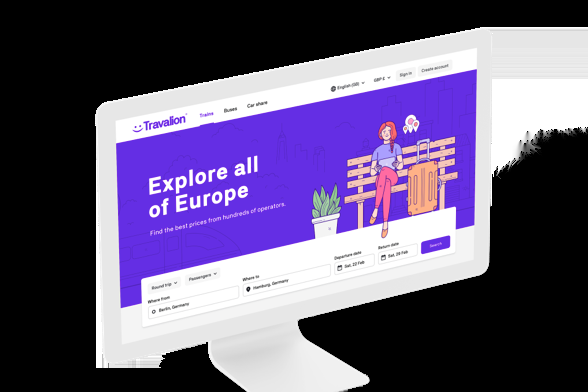 Travalion
Trains
Buses
Car share
English (GB)
GBP £
Sign in
Create account
Explore all
of Europe
Find the best prices from hundreds of operators.
Round trip
Passengers
Where from
Berlin, Germany
Where to
Hamburg, Germany
Departure date
Sat, 22 Feb
Return date
Sat, 29 Feb
Search